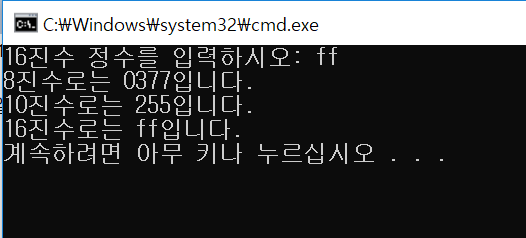 C:₩Windows₩system32₩cmd.exe
16진수 정수를 입력하시오: ff
8진수로는 0377입니다.
10진수로는 255입니다.
16진수로는 ff입니다.
계속하려면 아무 키나 누르십시오 . . .